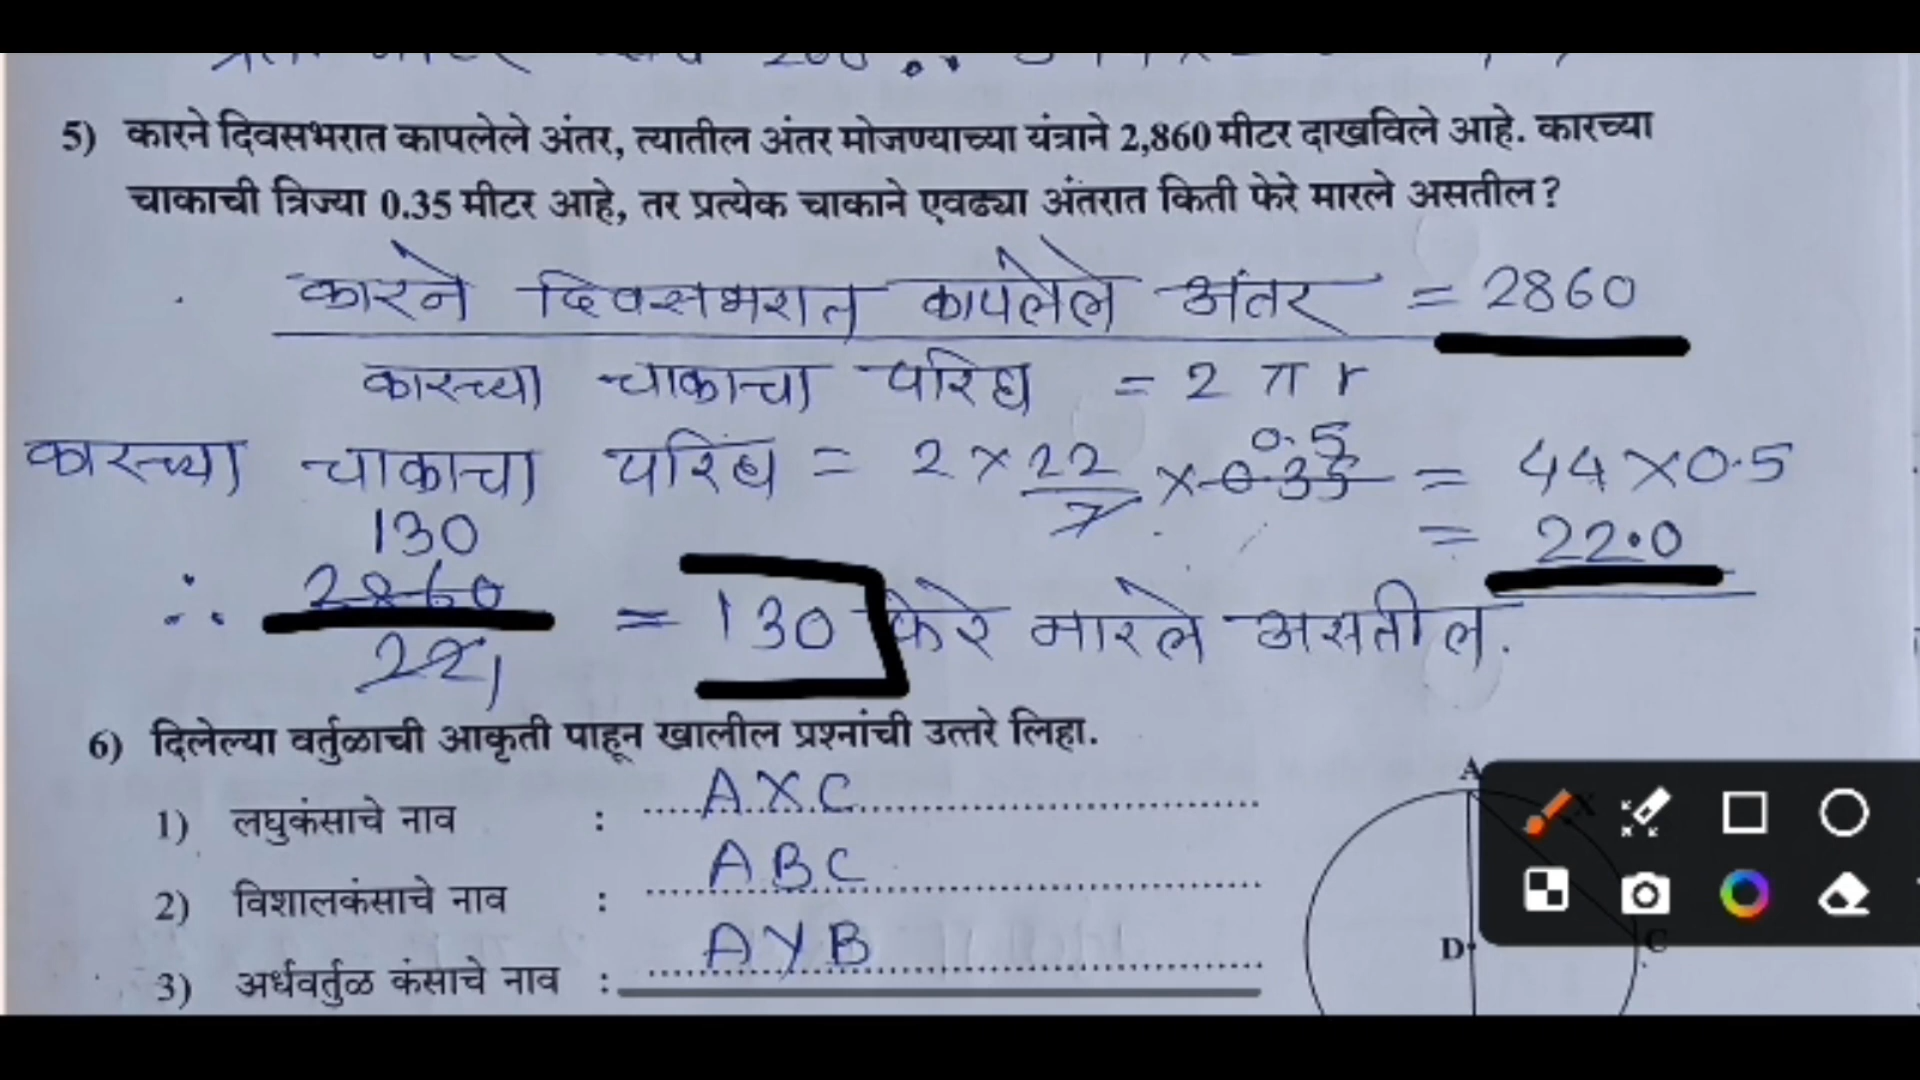 5) कारने दिवसभरात कापलेले अंतर, त्यातील अंतर मोजण्याच्या यंत्राने 2,860 मीटर दाखविले आहे. कारच्या
चाकाची त्रिज्या 0.35 मीटर आहे, तर प्रत्येक चाकाने एवढ्या अंतरात किती फेरे मारले असतील?
कारने दिवसभरात कापलेले अंतर = 2860
कारच्या चाकाचा परिघ = 2 π r
0.5
कारच्या चाकाचा परिघ = 2 × 22/7 × 0.35 = 44 × 0.5
130
= 22.0
∴ 2860/22 = 130 फेरे मारले असतील.
1
6) दिलेल्या वर्तुळाची आकृती पाहून खालील प्रश्नांची उत्तरे लिहा.
A
X
1) लघुकंसाचे नाव : AXC
2) विशालकंसाचे नाव : ABC
D C
3) अर्धवर्तुळ कंसाचे नाव : AYB